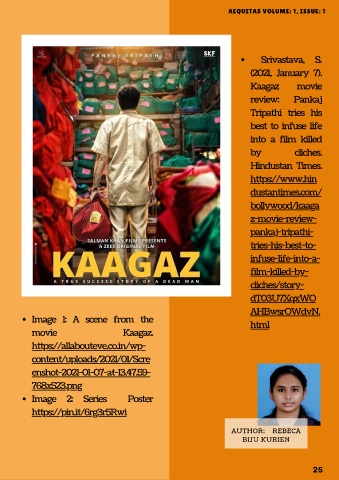 AEQUITAS VOLUME: 1, ISSUE: 1
PANKAJ TRIPATHI
SKF
SALMAN KHAN FILMS PRESENTS
A ZEE5 ORIGINAL FILM
KAAGAZ
A TRUE SUCCESS STORY OF A DEAD MAN
• Image 1: A scene from the
movie Kaagaz.
https://allabouteve.co.in/wp-
content/uploads/2021/01/Scre
enshot-2021-01-07-at-13.47.59-
768x523.png
• Image 2: Series Poster
https://pin.it/6rg3r5Rwi
• Srivastava, S.
(2021, January 7).
Kaagaz movie
review: Pankaj
Tripathi tries his
best to infuse life
into a film killed
by cliches.
Hindustan Times.
https://www.hin
dustantimes.com/
bollywood/kaaga
z-movie-review-
pankaj-tripathi-
tries-his-best-to-
infuse-life-into-a-
film-killed-by-
cliches/story-
dTO3U7XqxWO
AHBwsrOWdvN.
html
AUTHOR: REBECA
BIJU KURIEN
25